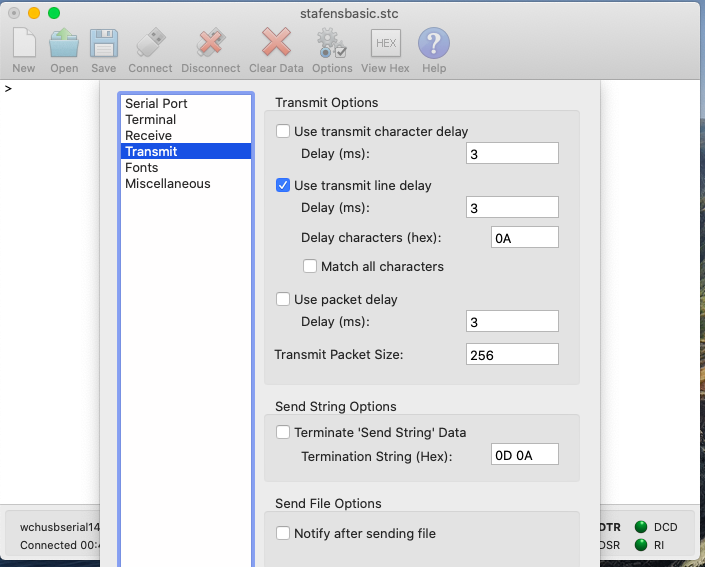 stafensbasic.stc
New Open Save Connect Disconnect Clear Data Options View Hex Help
HEX
?
>
Serial Port
Terminal
Receive
Transmit
Fonts
Miscellaneous
Transmit Options
Use transmit character delay
Delay (ms): 3
Use transmit line delay
Delay (ms): 3
Delay characters (hex): 0A
Match all characters
Use packet delay
Delay (ms): 3
Transmit Packet Size: 256
Send String Options
Terminate 'Send String' Data
Termination String (Hex): 0D 0A
Send File Options
Notify after sending file
wchusbserial14
Connected 00:
DTR DCD
DSR RI